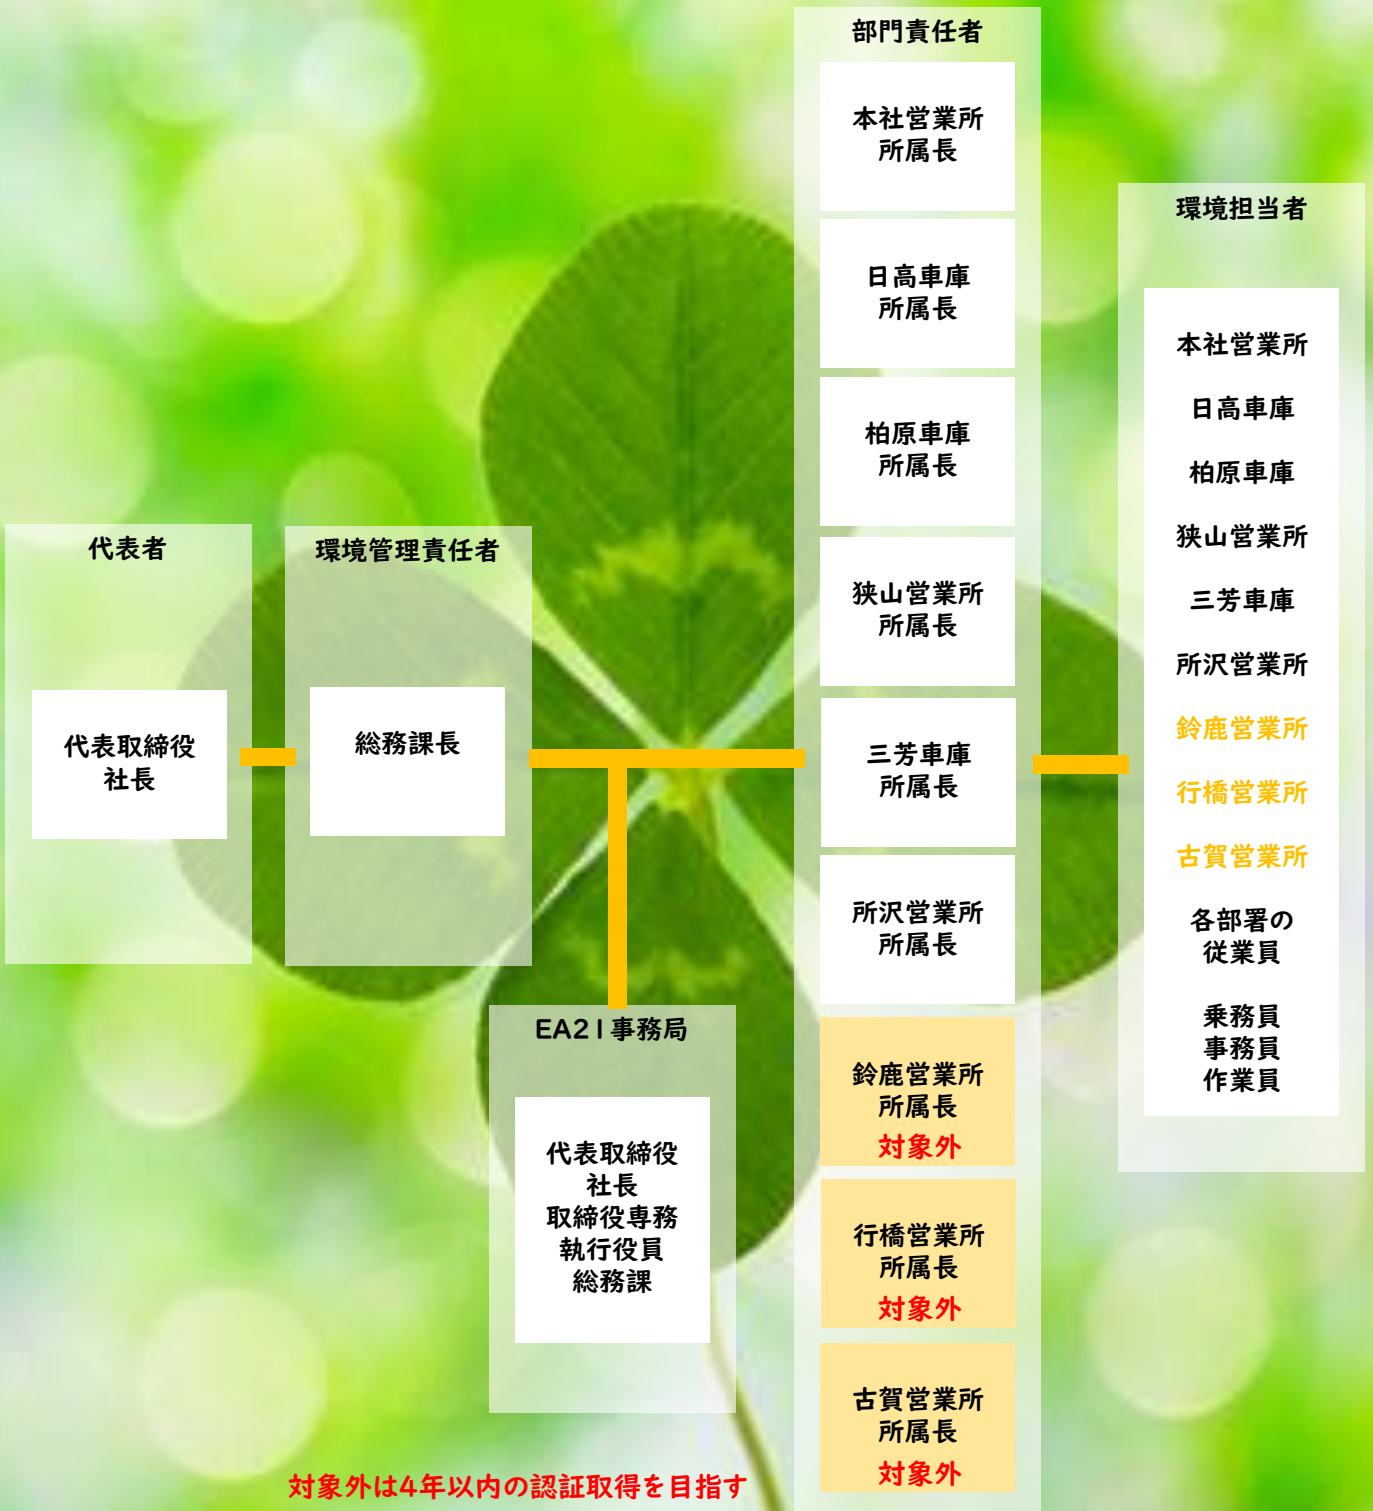 代表者
代表取締役
社長
環境管理責任者
総務課長
EA21事務局
代表取締役
社長
取締役専務
執行役員
総務課
部門責任者
本社営業所
所属長
日高車庫
所属長
柏原車庫
所属長
狭山営業所
所属長
三芳車庫
所属長
所沢営業所
所属長
鈴鹿営業所
所属長
対象外
行橋営業所
所属長
対象外
古賀営業所
所属長
対象外
環境担当者
本社営業所
日高車庫
柏原車庫
狭山営業所
三芳車庫
所沢営業所
鈴鹿営業所
行橋営業所
古賀営業所
各部署の
従業員
乗務員
事務員
作業員
対象外は4年以内の認証取得を目指す